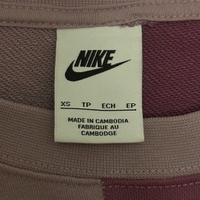 NIKE
XS TP ECH EP
MADE IN CAMBODIA
FABRIQUE AU
CAMBODGE